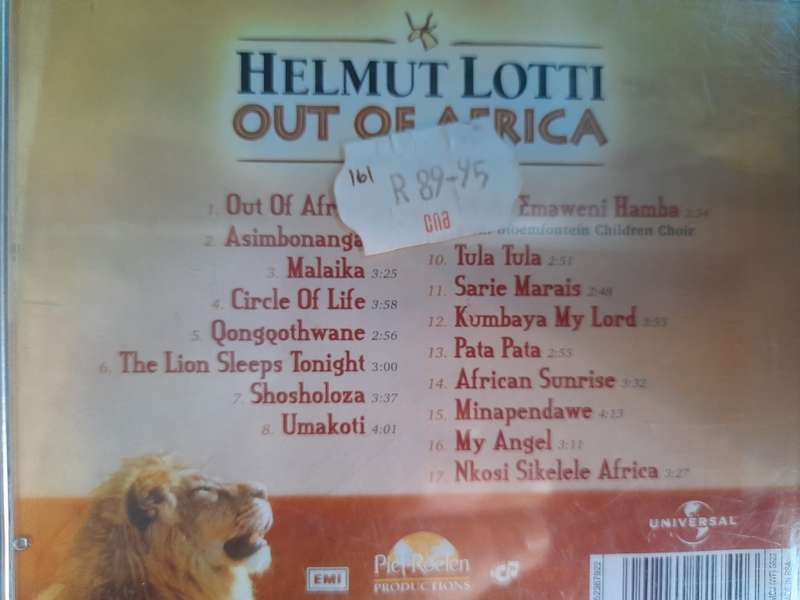 HELMUT LOTTI
OUT OF AFRICA
161
R 89-95
cna
1. Out Of Afr
2. Asimbonanga
3. Malaika 3:25
4. Circle Of Life 3:58
5. Qongqothwane 2:56
6. The Lion Sleeps Tonight 3:00
7. Shosholoza 3:37
8. Umakoti 4:01
Emaweni Hamba 2:54
Bloemfontein Children Choir
10. Tula Tula 2:51
11. Sarie Marais 2:48
12. Kumbaya My Lord 3:55
13. Pata Pata 2:55
14. African Sunrise 3:32
15. Minapendawe 4:13
16. My Angel 3:11
17. Nkosi Sikelele Africa 3:27
EMI
Piet Roelen
PRODUCTIONS
UNIVERSAL